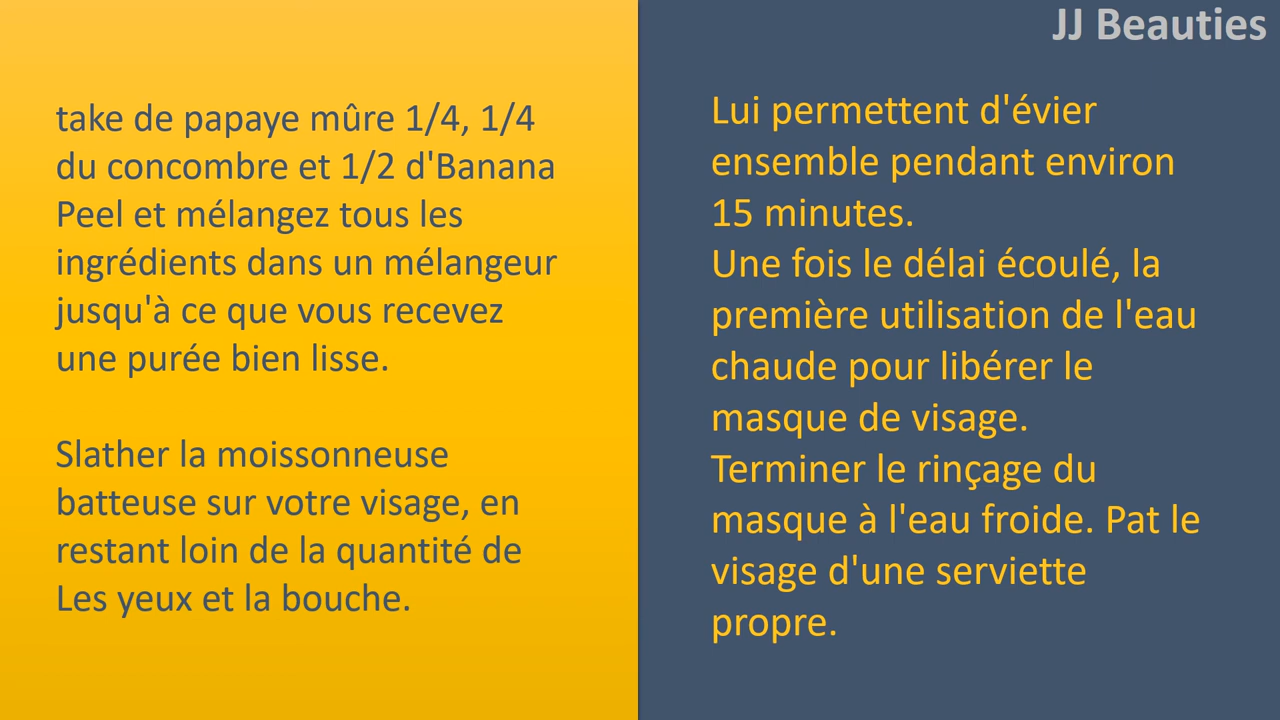 JJ Beauties
take de papaye mûre 1/4, 1/4
du concombre et 1/2 d'Banana
Peel et mélangez tous les
ingrédients dans un mélangeur
jusqu'à ce que vous recevez
une purée bien lisse.
Slather la moissonneuse
batteuse sur votre visage, en
restant loin de la quantité de
Les yeux et la bouche.
Lui permettent d'évier
ensemble pendant environ
15 minutes.
Une fois le délai écoulé, la
première utilisation de l'eau
chaude pour libérer le
masque de visage.
Terminer le rinçage du
masque à l'eau froide. Pat le
visage d'une serviette
propre.